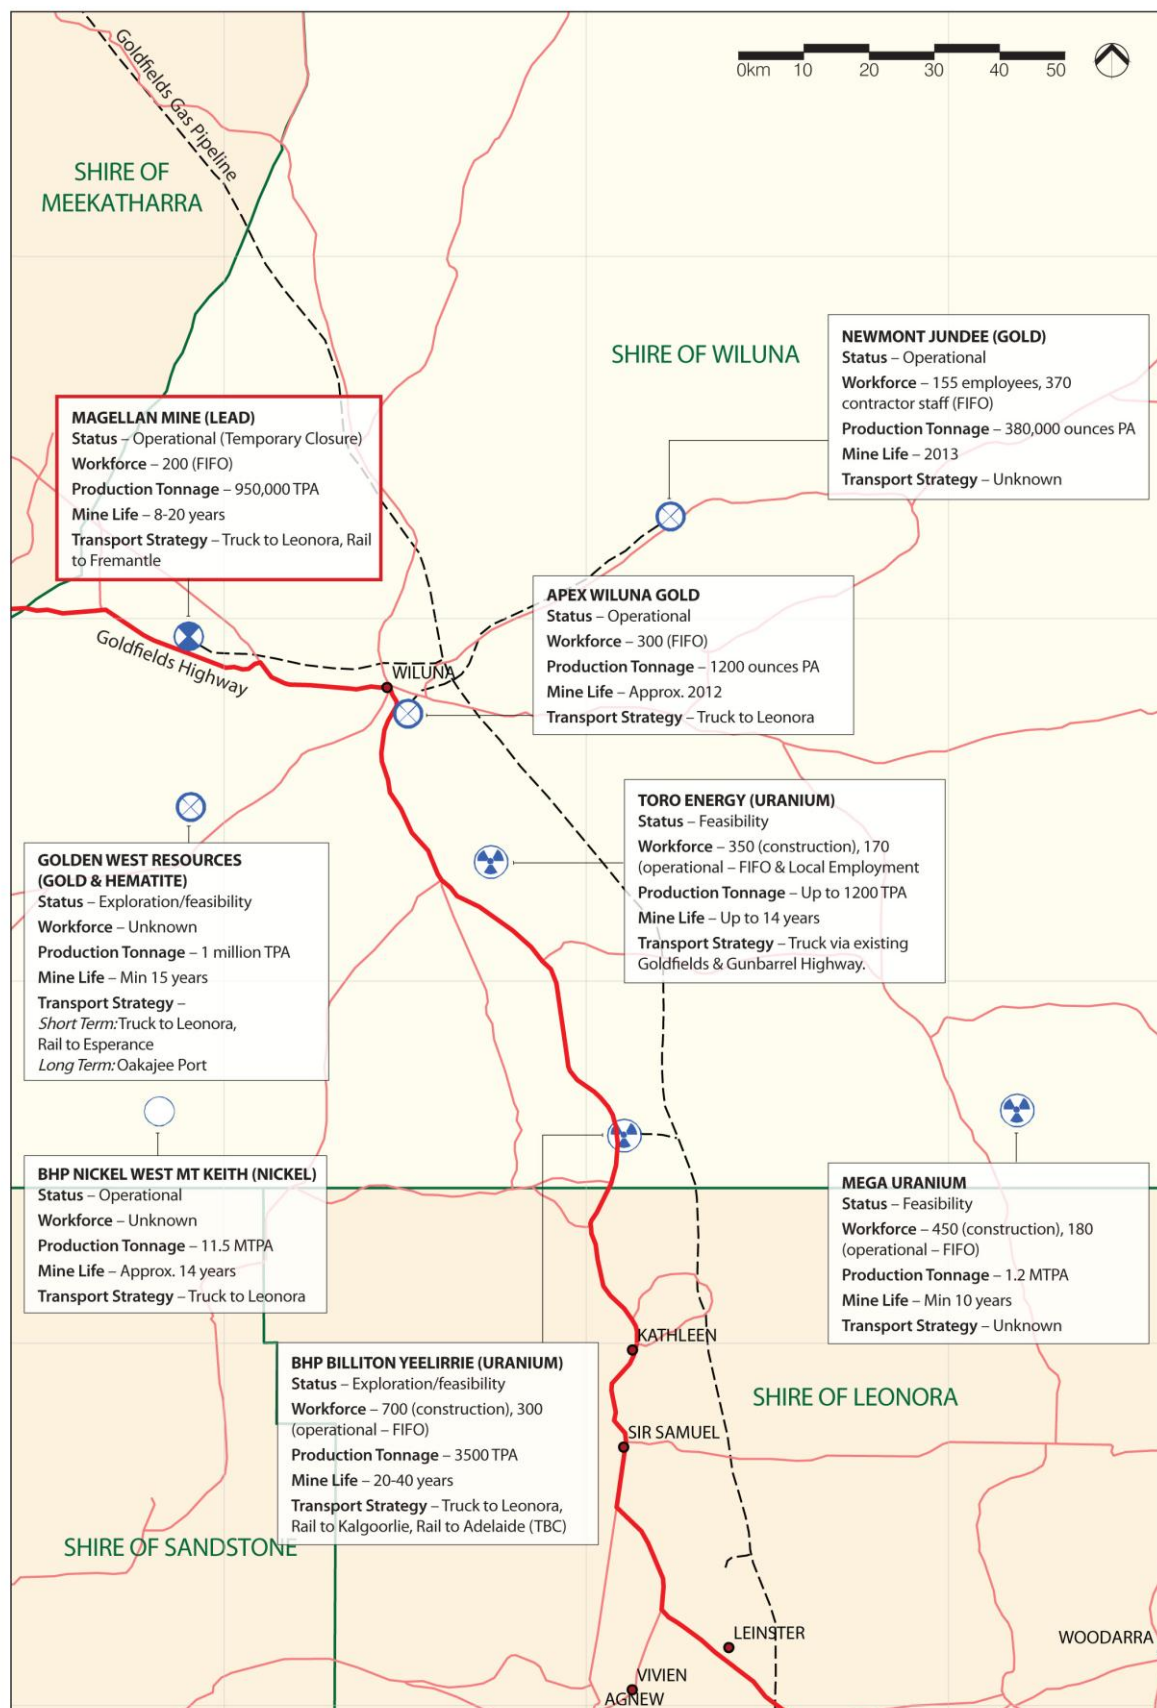 Goldfields Gas Pipeline
0km 10 20 30 40 50
SHIRE OF
MEEKATHARRA
SHIRE OF WILUNA
NEWMONT JUNDEE (GOLD)
Status – Operational
Workforce – 155 employees, 370
contractor staff (FIFO)
Production Tonnage – 380,000 ounces PA
Mine Life – 2013
Transport Strategy – Unknown
MAGELLAN MINE (LEAD)
Status – Operational (Temporary Closure)
Workforce – 200 (FIFO)
Production Tonnage – 950,000 TPA
Mine Life – 8-20 years
Transport Strategy – Truck to Leonora, Rail
to Fremantle
APEX WILUNA GOLD
Status – Operational
Workforce – 300 (FIFO)
Production Tonnage – 1200 ounces PA
Mine Life – Approx. 2012
Transport Strategy – Truck to Leonora
Goldfields Highway
WILUNA
TORO ENERGY (URANIUM)
Status – Feasibility
Workforce – 350 (construction), 170
(operational – FIFO & Local Employment
Production Tonnage – Up to 1200 TPA
Mine Life – Up to 14 years
Transport Strategy – Truck via existing
Goldfields & Gunbarrel Highway.
GOLDEN WEST RESOURCES
(GOLD & HEMATITE)
Status – Exploration/feasibility
Workforce – Unknown
Production Tonnage – 1 million TPA
Mine Life – Min 15 years
Transport Strategy –
Short Term: Truck to Leonora,
Rail to Esperance
Long Term: Oakajee Port
BHP NICKEL WEST MT KEITH (NICKEL)
Status – Operational
Workforce – Unknown
Production Tonnage – 11.5 MTPA
Mine Life – Approx. 14 years
Transport Strategy – Truck to Leonora
MEGA URANIUM
Status – Feasibility
Workforce – 450 (construction), 180
(operational – FIFO)
Production Tonnage – 1.2 MTPA
Mine Life – Min 10 years
Transport Strategy – Unknown
KATHLEEN
BHP BILLITON YEELIRRIE (URANIUM)
Status – Exploration/feasibility
Workforce – 700 (construction), 300
(operational – FIFO)
Production Tonnage – 3500 TPA
Mine Life – 20-40 years
Transport Strategy – Truck to Leonora,
Rail to Kalgoorlie, Rail to Adelaide (TBC)
SHIRE OF LEONORA
SIR SAMUEL
SHIRE OF SANDSTONE
LEINSTER
WOODARRA
VIVIEN
AGNEW